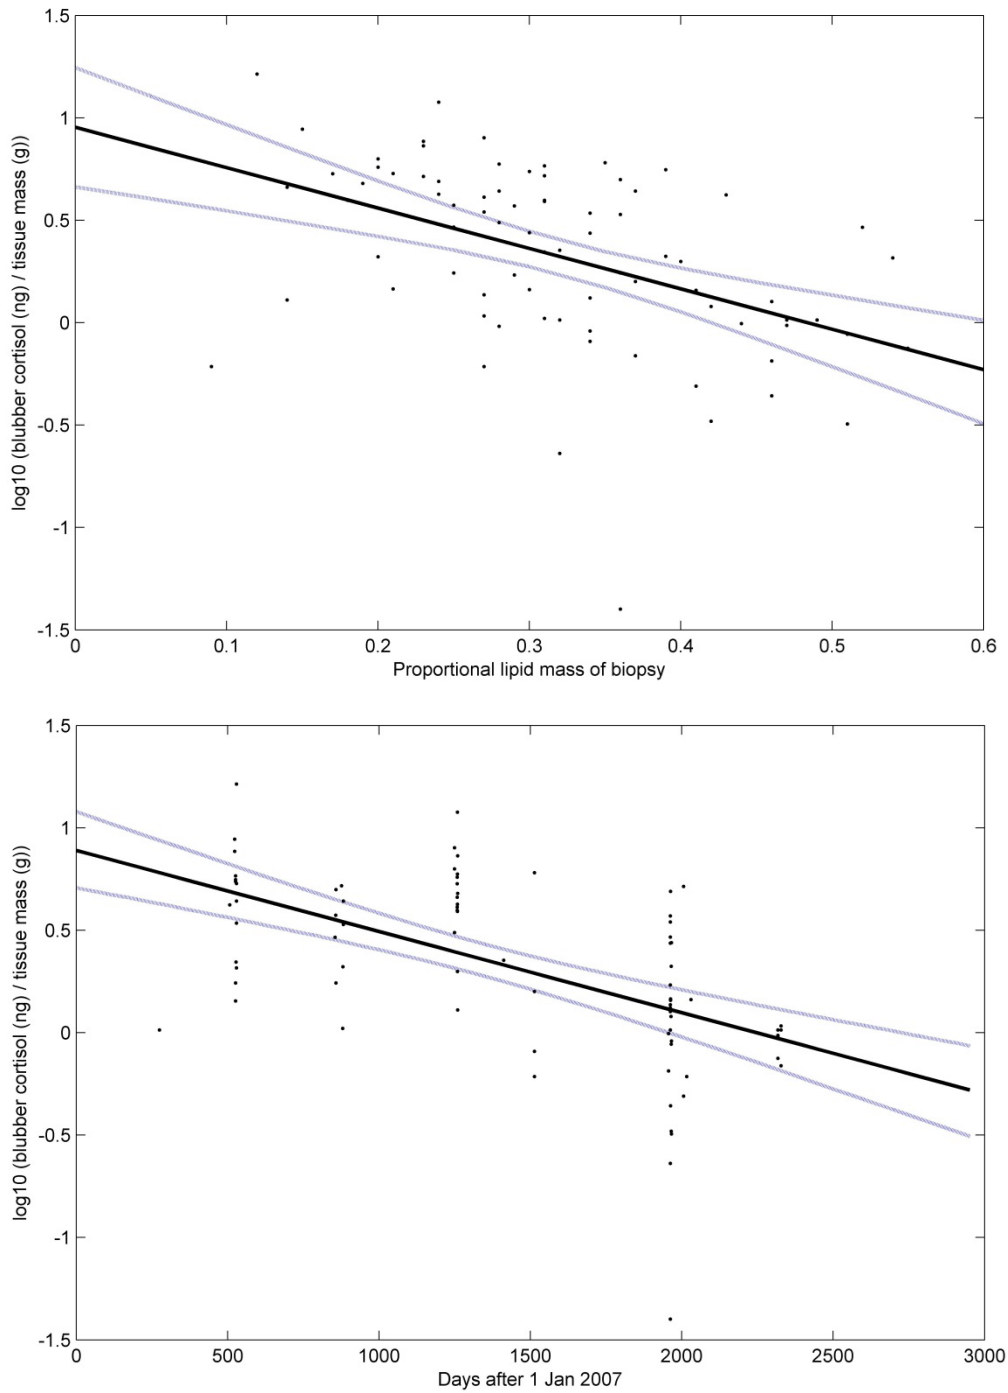 1.5
1
0.5
0
-0.5
-1
-1.5
log10 (blubber cortisol (ng) / tissue mass (g))
0 0.1 0.2 0.3 0.4 0.5 0.6
Proportional lipid mass of biopsy
1.5
1
0.5
0
-0.5
-1
-1.5
log10 (blubber cortisol (ng) / tissue mass (g))
0 500 1000 1500 2000 2500 3000
Days after 1 Jan 2007